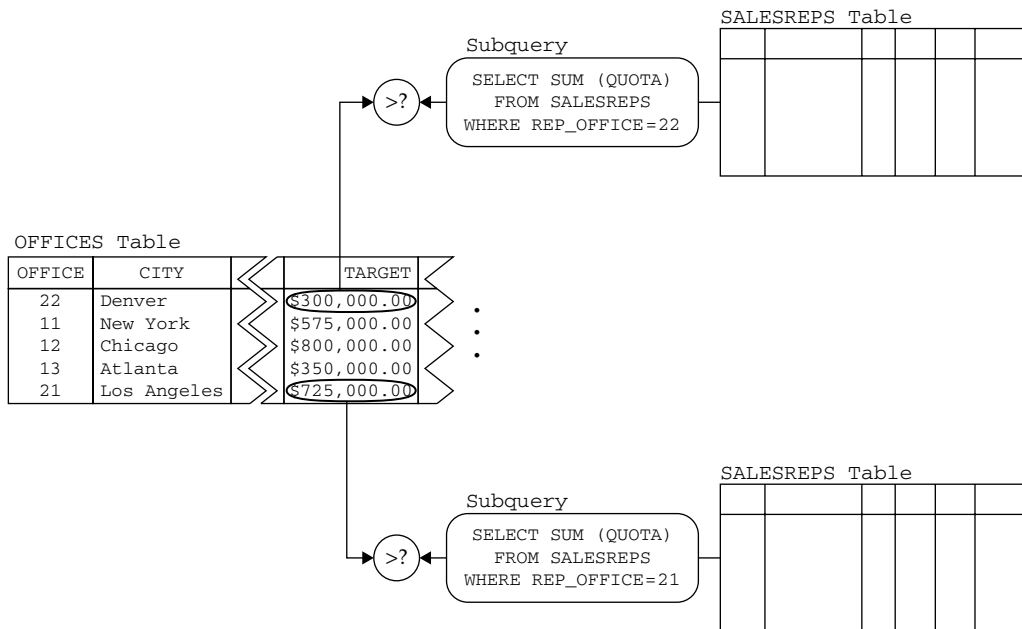 SALESREPS Table
Subquery
SELECT SUM (QUOTA)
FROM SALESREPS
WHERE REP_OFFICE=22
>?
OFFICES Table
OFFICE CITY TARGET
22 Denver $300,000.00
11 New York $575,000.00
12 Chicago $800,000.00
13 Atlanta $350,000.00
21 Los Angeles $725,000.00
SALESREPS Table
Subquery
SELECT SUM (QUOTA)
FROM SALESREPS
WHERE REP_OFFICE=21
>?